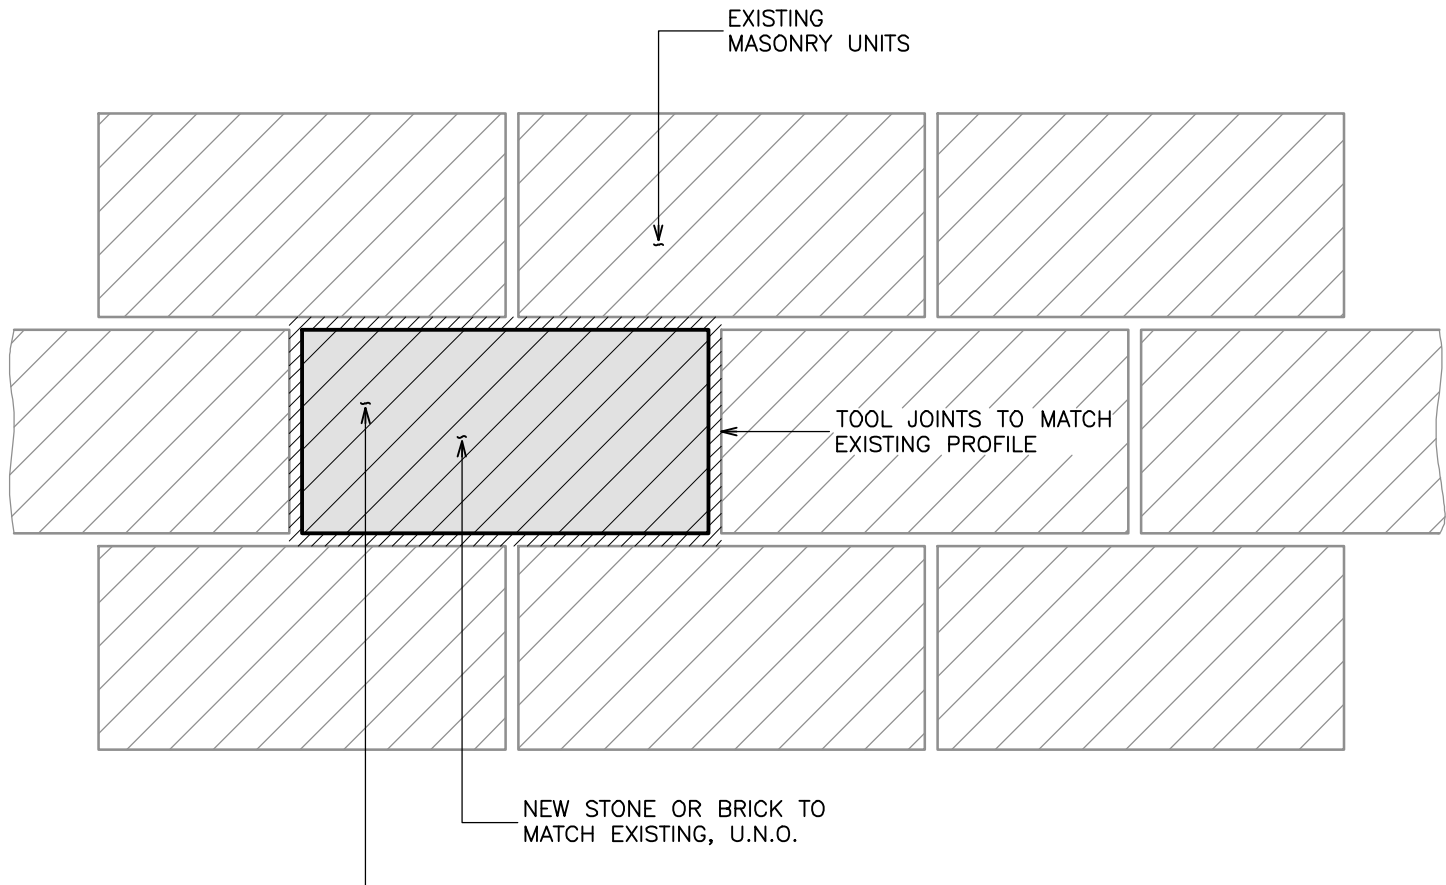 EXISTING
MASONRY UNITS
TOOL JOINTS TO MATCH
EXISTING PROFILE
NEW STONE OR BRICK TO
MATCH EXISTING, U.N.O.